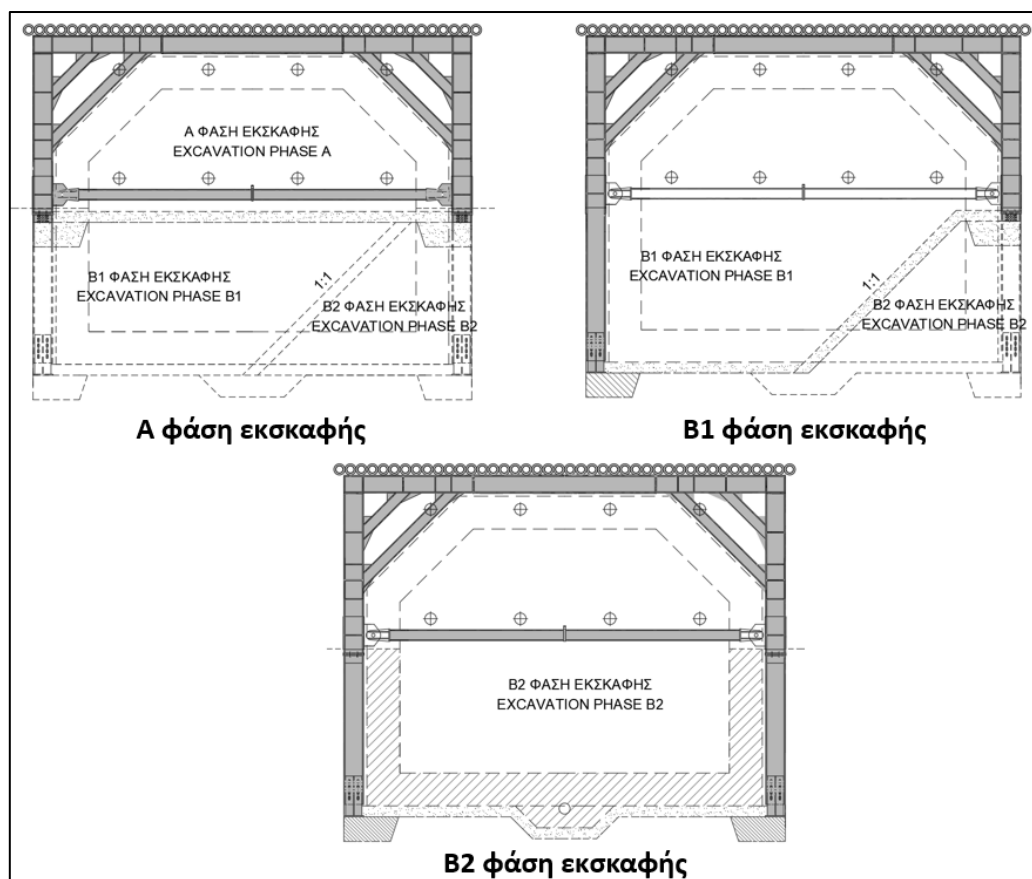 Α ΦΑΣΗ ΕΚΣΚΑΦΗΣ
EXCAVATION PHASE A
B1 ΦΑΣΗ ΕΚΣΚΑΦΗΣ
EXCAVATION PHASE B1
1:1
B2 ΦΑΣΗ ΕΚΣΚΑΦΗΣ
EXCAVATION PHASE B2
Α φάση εκσκαφής
B1 ΦΑΣΗ ΕΚΣΚΑΦΗΣ
EXCAVATION PHASE B1
1:1
B2 ΦΑΣΗ ΕΚΣΚΑΦΗΣ
EXCAVATION PHASE B2
Β1 φάση εκσκαφής
B2 ΦΑΣΗ ΕΚΣΚΑΦΗΣ
EXCAVATION PHASE B2
Β2 φάση εκσκαφής